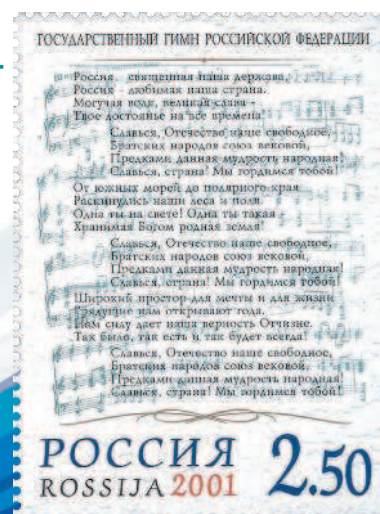 ГОСУДАРСТВЕННЫЙ ГИМН РОССИЙСКОЙ ФЕДЕРАЦИИ
Россия - священная наша держава,
Россия - любимая наша страна.
Могучая воля, великая слава -
Твое достоянье на все времена!
Славься, Отечество наше свободное,
Братских народов союз вековой,
Предками данная мудрость народная!
Славься, страна! Мы гордимся тобой!
От южных морей до полярного края
Раскинулись наши леса и поля.
Одна ты на свете! Одна ты такая -
Хранимая Богом родная земля!
Славься, Отечество наше свободное,
Братских народов союз вековой,
Предками данная мудрость народная!
Славься, страна! Мы гордимся тобой!
Широкий простор для мечты и для жизни
Грядущие нам открывают года.
Нам силу дает наша верность Отчизне.
Так было, так есть и так будет всегда!
Славься, Отечество наше свободное,
Братских народов союз вековой,
Предками данная мудрость народная!
Славься, страна! Мы гордимся тобой!
РОССИЯ 2.50
ROSSIJA 2001